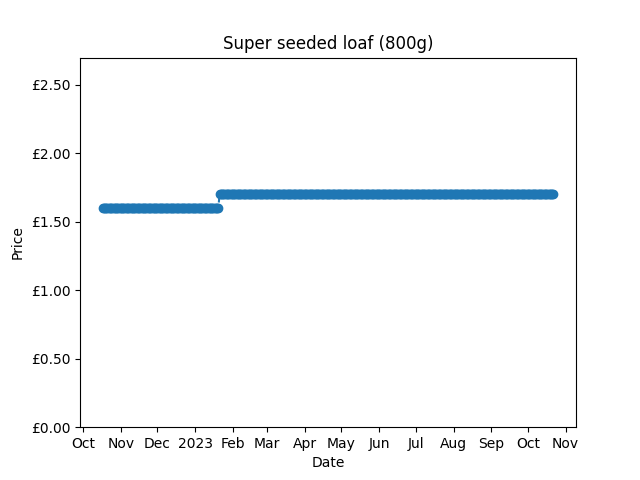 Super seeded loaf (800g)
£2.50
£2.00
£1.50
£1.00
£0.50
£0.00
Price
Oct Nov Dec 2023 Feb Mar Apr May Jun Jul Aug Sep Oct Nov
Date